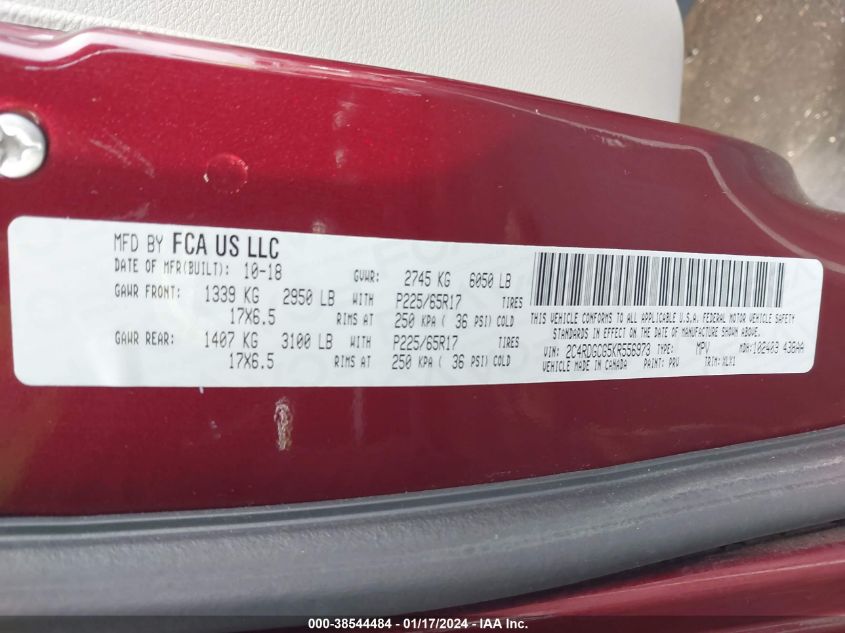 MFD BY FCA US LLC
DATE OF MFR(BUILT): 10-18 GVWR: 2745 KG 6050 LB
GAWR FRONT: 1339 KG 2950 LB WITH P225/65R17 TIRES
17X6.5 RIMS AT 250 KPA ( 36 PSI) COLD
GAWR REAR: 1407 KG 3100 LB WITH P225/65R17 TIRES
17X6.5 RIMS AT 250 KPA ( 36 PSI) COLD
THIS VEHICLE CONFORMS TO ALL APPLICABLE U.S.A. FEDERAL MOTOR VEHICLE SAFETY
STANDARDS IN EFFECT ON THE DATE OF MANUFACTURE SHOWN ABOVE.
VIN: 2C4RDGCG5KR556973 TYPE: MPV MDH: 102403 438AA
VEHICLE MADE IN CANADA PAINT: PRV TRIM: HLX1
000-38544484 - 01/17/2024 - IAA Inc.